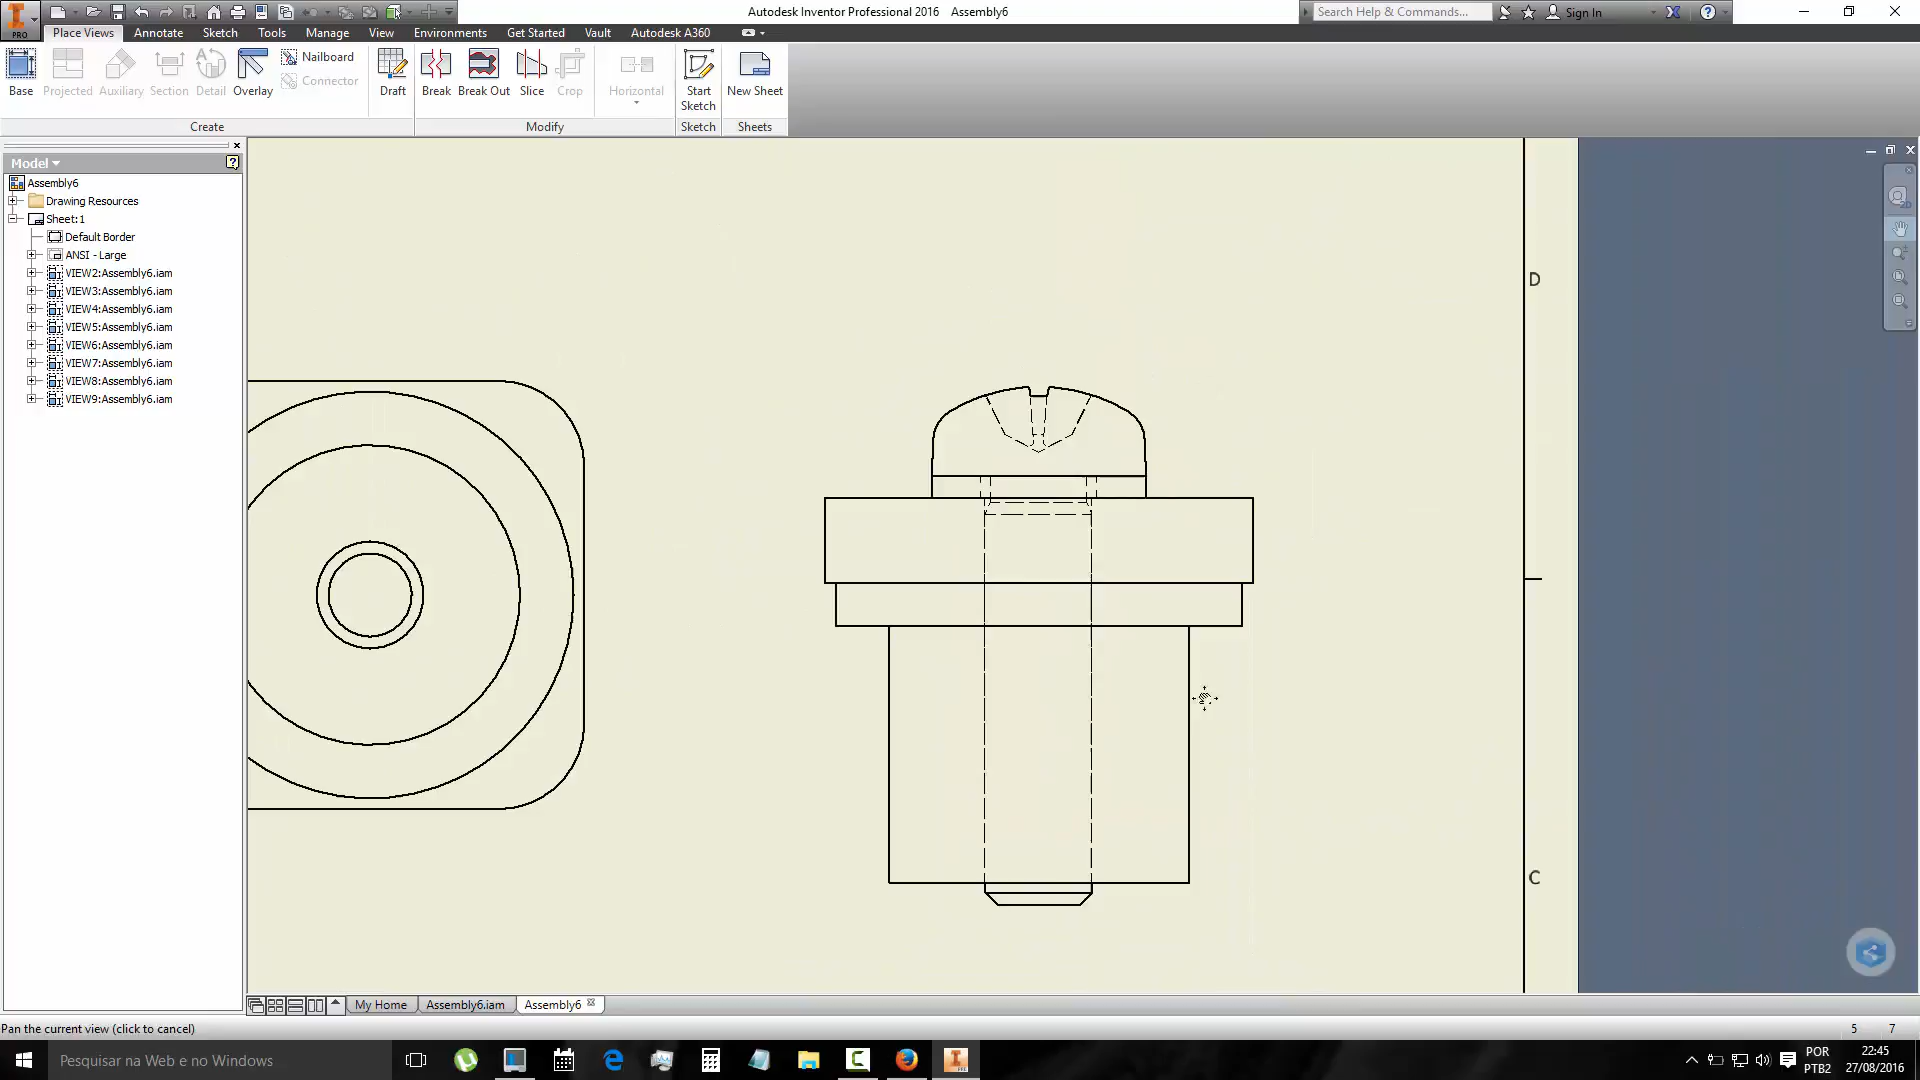 Autodesk Inventor Professional 2016 Assembly6
Search Help & Commands...
Sign In
PRO
Place Views Annotate Sketch Tools Manage View Environments Get Started Vault Autodesk A360
Base
Projected
Auxiliary
Section
Detail
Overlay
Nailboard
Connector
Draft
Break
Break Out
Slice
Crop
Horizontal
Start
Sketch
New Sheet
Create
Modify
Sketch
Sheets
Model
Assembly6
Drawing Resources
Sheet:1
Default Border
ANSI - Large
VIEW2:Assembly6.iam
VIEW3:Assembly6.iam
VIEW4:Assembly6.iam
VIEW5:Assembly6.iam
VIEW6:Assembly6.iam
VIEW7:Assembly6.iam
VIEW8:Assembly6.iam
VIEW9:Assembly6.iam
D
C
My Home
Assembly6.iam
Assembly6
Pan the current view (click to cancel)
5 7
Pesquisar na Web e no Windows
POR
PTB2
22:45
27/08/2016